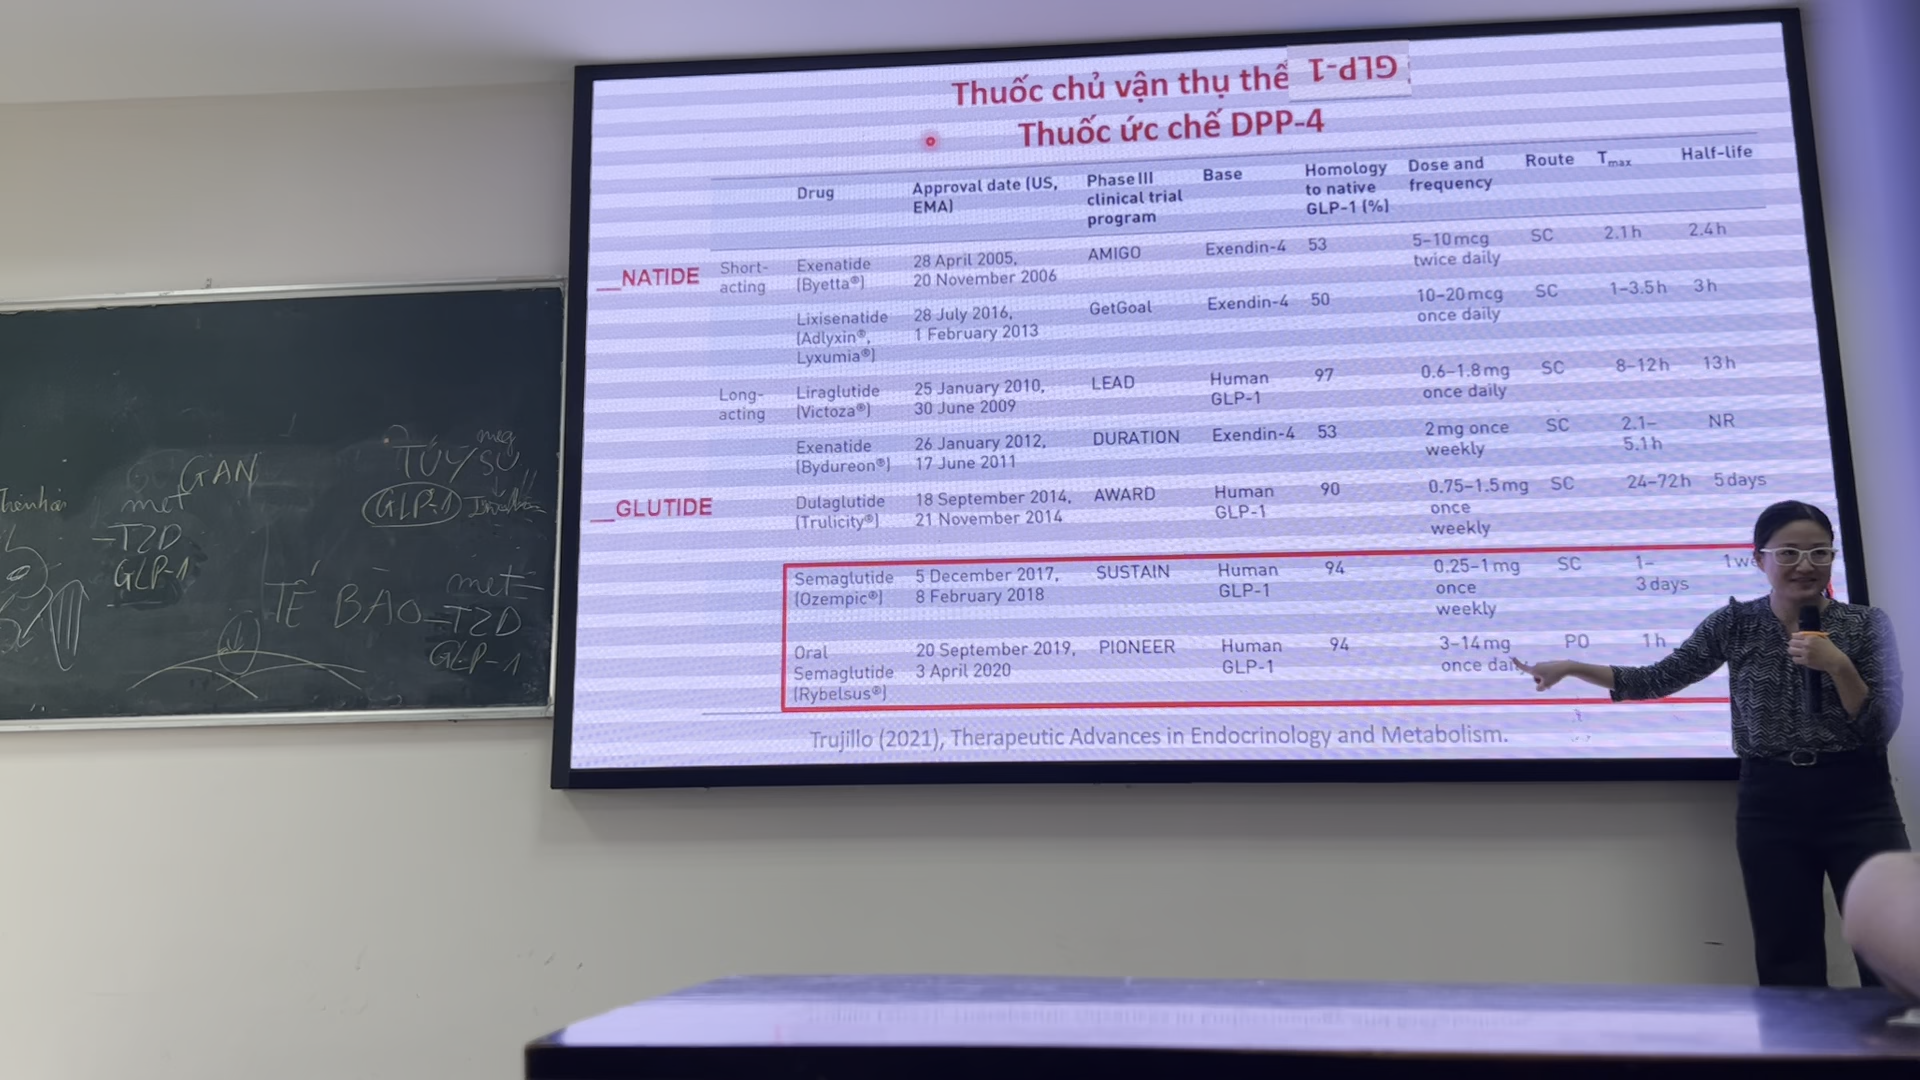 Thuốc chủ vận thụ thể GLP-1
Thuốc ức chế DPP-4
Drug
Approval date (US,
EMA)
Phase III
clinical trial
program
Base
Homology
to native
GLP-1 (%)
Dose and
frequency
Route
Tmax
Half-life
__NATIDE
Short-
acting
Exenatide
(Byetta®)
28 April 2005,
20 November 2006
AMIGO
Exendin-4
53
5–10 mcg
twice daily
SC
2.1 h
2.4 h
Lixisenatide
(Adlyxin®,
Lyxumia®)
28 July 2016,
1 February 2013
GetGoal
Exendin-4
50
10–20 mcg
once daily
SC
1–3.5 h
3 h
Long-
acting
Liraglutide
(Victoza®)
25 January 2010,
30 June 2009
LEAD
Human
GLP-1
97
0.6–1.8 mg
once daily
SC
8–12 h
13 h
Exenatide
(Bydureon®)
26 January 2012,
17 June 2011
DURATION
Exendin-4
53
2 mg once
weekly
SC
2.1–
5.1 h
NR
__GLUTIDE
Dulaglutide
(Trulicity®)
18 September 2014,
21 November 2014
AWARD
Human
GLP-1
90
0.75–1.5 mg
once
weekly
SC
24–72 h
5 days
Semaglutide
(Ozempic®)
5 December 2017,
8 February 2018
SUSTAIN
Human
GLP-1
94
0.25–1 mg
once
weekly
SC
1–
3 days
1
Oral
Semaglutide
(Rybelsus®)
20 September 2019,
3 April 2020
PIONEER
Human
GLP-1
94
3–14 mg
once
PO
1 h
Trujillo (2021), Therapeutic Advances in Endocrinology and Metabolism.
GAN
met
-TZD
GLP-1
meg
TỤY SU
GLP-1
TẾ BÀO
met
-TZD
GLP-1